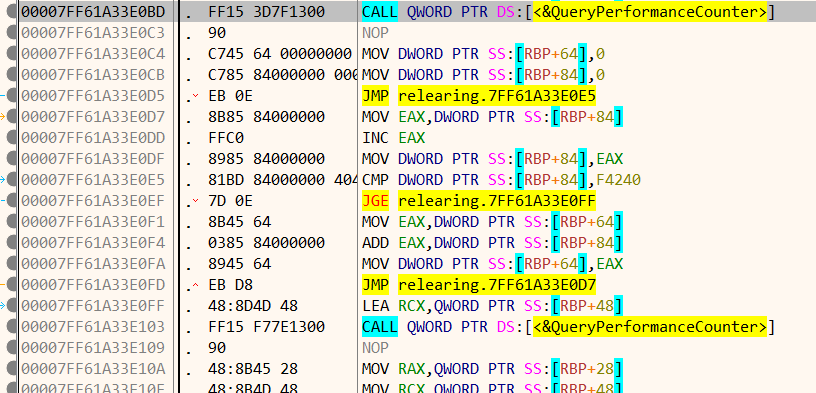 00007FF61A33E0BD . FF15 3D7F1300 CALL QWORD PTR DS:[<&QueryPerformanceCounter>]
00007FF61A33E0C3 . 90 NOP
00007FF61A33E0C4 . C745 64 00000000 MOV DWORD PTR SS:[RBP+64],0
00007FF61A33E0CB . C785 84000000 000 MOV DWORD PTR SS:[RBP+84],0
00007FF61A33E0D5 . EB 0E JMP relearing.7FF61A33E0E5
00007FF61A33E0D7 . 8B85 84000000 MOV EAX,DWORD PTR SS:[RBP+84]
00007FF61A33E0DD . FFC0 INC EAX
00007FF61A33E0DF . 8985 84000000 MOV DWORD PTR SS:[RBP+84],EAX
00007FF61A33E0E5 . 81BD 84000000 404 CMP DWORD PTR SS:[RBP+84],F4240
00007FF61A33E0EF . 7D 0E JGE relearing.7FF61A33E0FF
00007FF61A33E0F1 . 8B45 64 MOV EAX,DWORD PTR SS:[RBP+64]
00007FF61A33E0F4 . 0385 84000000 ADD EAX,DWORD PTR SS:[RBP+84]
00007FF61A33E0FA . 8945 64 MOV DWORD PTR SS:[RBP+64],EAX
00007FF61A33E0FD . EB D8 JMP relearing.7FF61A33E0D7
00007FF61A33E0FF . 48:8D4D 48 LEA RCX,QWORD PTR SS:[RBP+48]
00007FF61A33E103 . FF15 F77E1300 CALL QWORD PTR DS:[<&QueryPerformanceCounter>]
00007FF61A33E109 . 90 NOP
00007FF61A33E10A . 48:8B45 28 MOV RAX,QWORD PTR SS:[RBP+28]
00007FF61A33E10E . 48:8B4D 48 MOV RCX,QWORD PTR SS:[RBP+48]